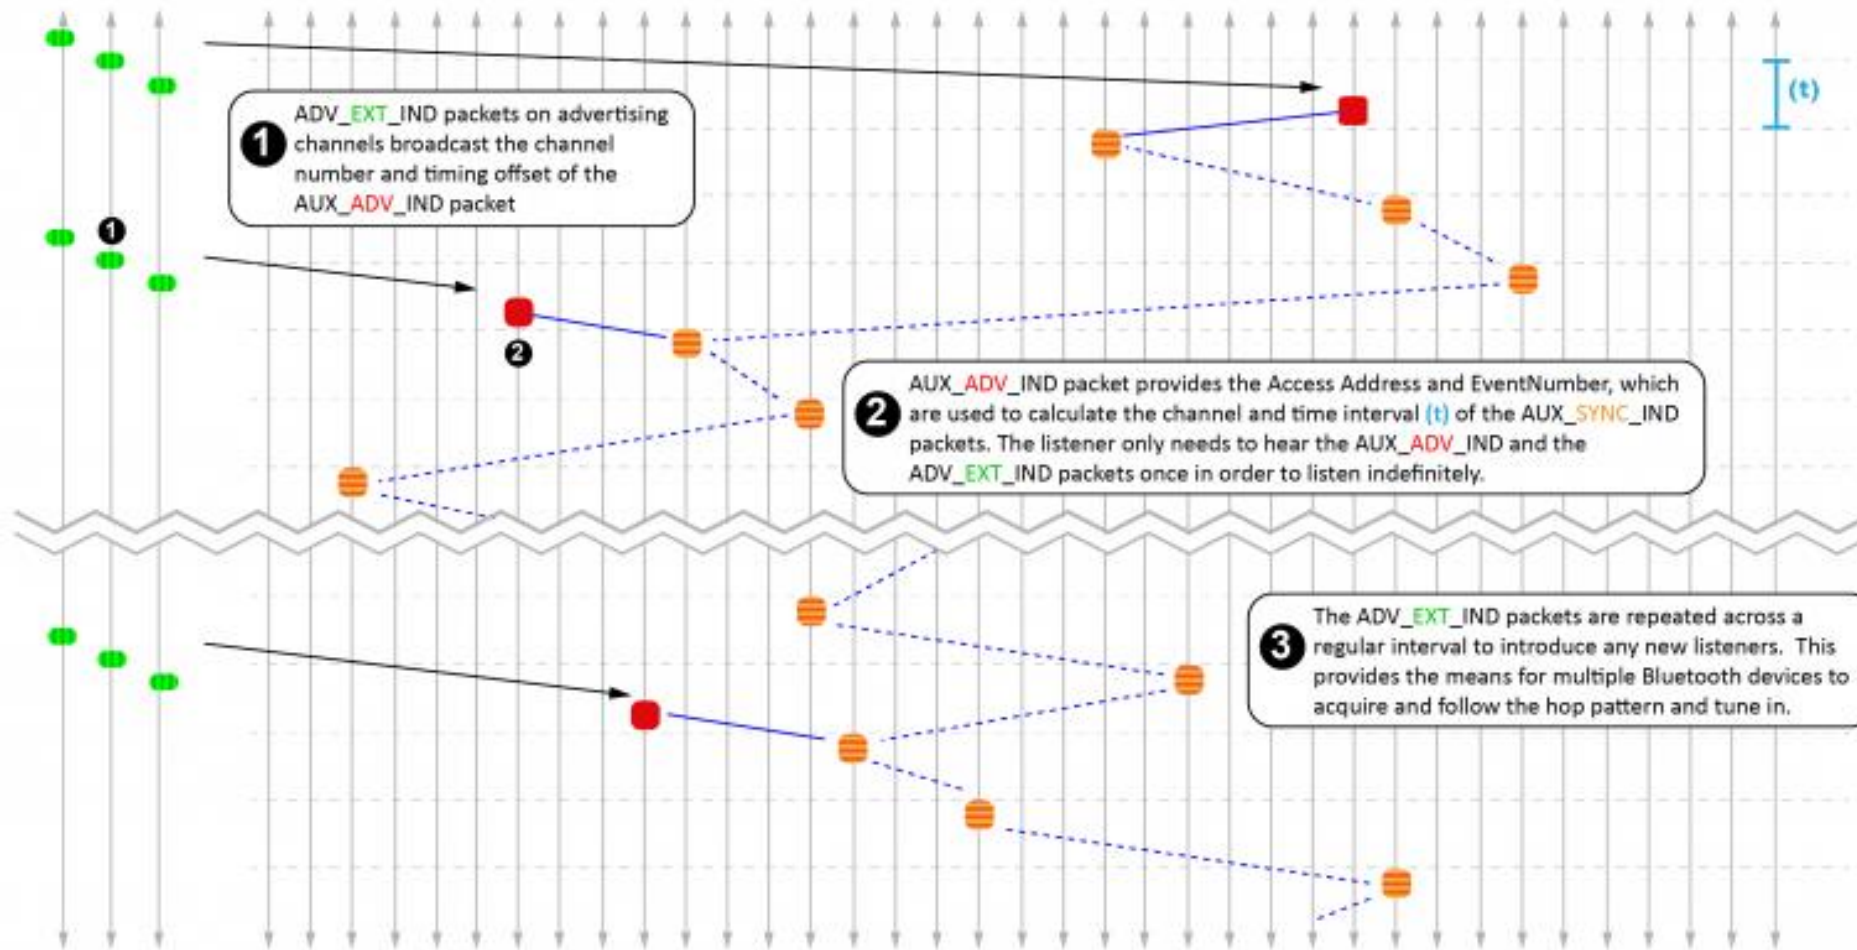 (t)
1
ADV_EXT_IND packets on advertising
channels broadcast the channel
number and timing offset of the
AUX_ADV_IND packet
1
2
2
AUX_ADV_IND packet provides the Access Address and EventNumber, which
are used to calculate the channel and time interval (t) of the AUX_SYNC_IND
packets. The listener only needs to hear the AUX_ADV_IND and the
ADV_EXT_IND packets once in order to listen indefinitely.
3
The ADV_EXT_IND packets are repeated across a
regular interval to introduce any new listeners. This
provides the means for multiple Bluetooth devices to
acquire and follow the hop pattern and tune in.